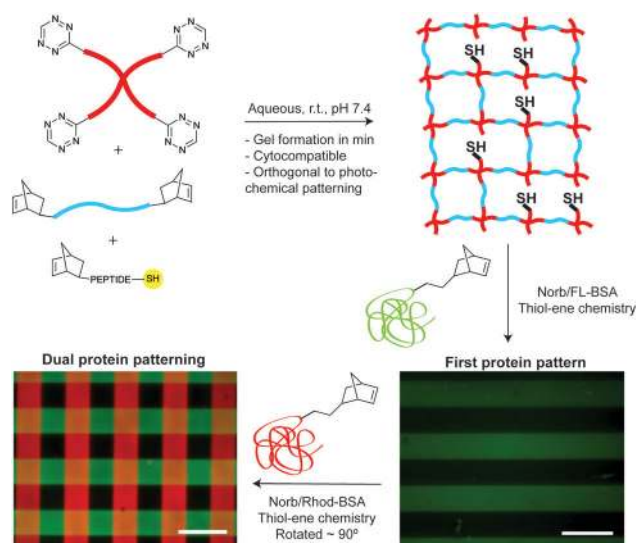 N N
N N
N N
N N
N N
N N
N N
N N
+
+
PEPTIDE SH
Aqueous, r.t., pH 7.4
- Gel formation in min
- Cytocompatible
- Orthogonal to photo-
chemical patterning
SH SH
SH
SH
SH SH
Norb/FL-BSA
Thiol-ene chemistry
Dual protein patterning
First protein pattern
Norb/Rhod-BSA
Thiol-ene chemistry
Rotated ~ 90º